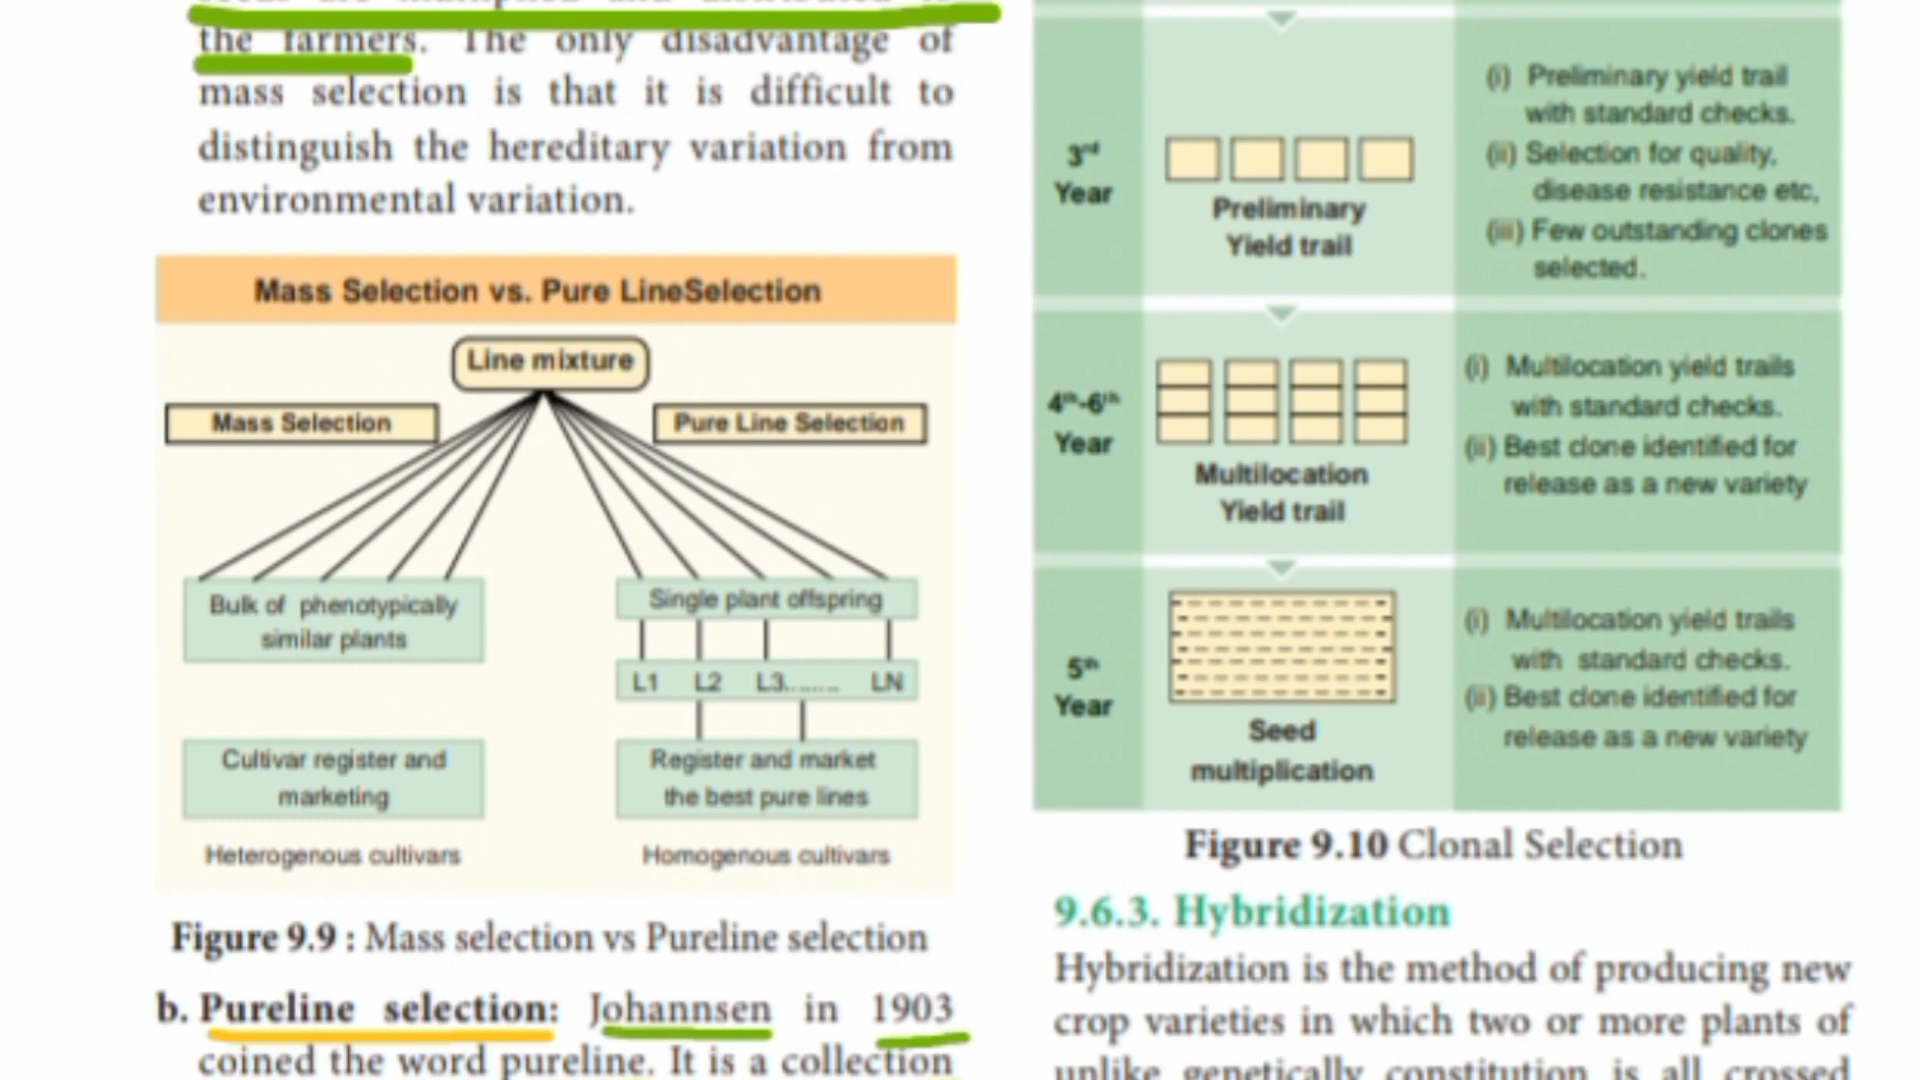 the farmers. The only disadvantage of
mass selection is that it is difficult to
distinguish the hereditary variation from
environmental variation.
Mass Selection vs. Pure LineSelection
Line mixture
Mass Selection
Pure Line Selection
Bulk of phenotypically
similar plants
Single plant offspring
L1 L2 L3........ LN
Cultivar register and
marketing
Register and market
the best pure lines
Heterogenous cultivars
Homogenous cultivars
Figure 9.9 : Mass selection vs Pureline selection
b. Pureline selection: Johannsen in 1903
coined the word pureline. It is a collection
3rd
Year
Preliminary
Yield trail
(i) Preliminary yield trail
with standard checks.
(ii) Selection for quality,
disease resistance etc,
(iii) Few outstanding clones
selected.
4th-6th
Year
Multilocation
Yield trail
(i) Multilocation yield trails
with standard checks.
(ii) Best clone identified for
release as a new variety
5th
Year
Seed
multiplication
(i) Multilocation yield trails
with standard checks.
(ii) Best clone identified for
release as a new variety
Figure 9.10 Clonal Selection
9.6.3. Hybridization
Hybridization is the method of producing new
crop varieties in which two or more plants of
unlike genetically constitution is all crossed